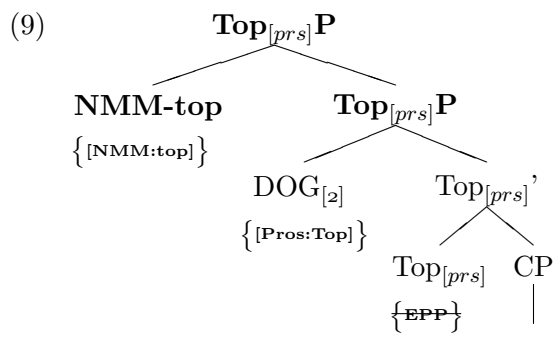 (9) Top[prs]P
NMM-top Top[prs]P
{[NMM:top]}
DOG[2] Top[prs]’
{[Pros:Top]}
Top[prs] CP
{EPP}